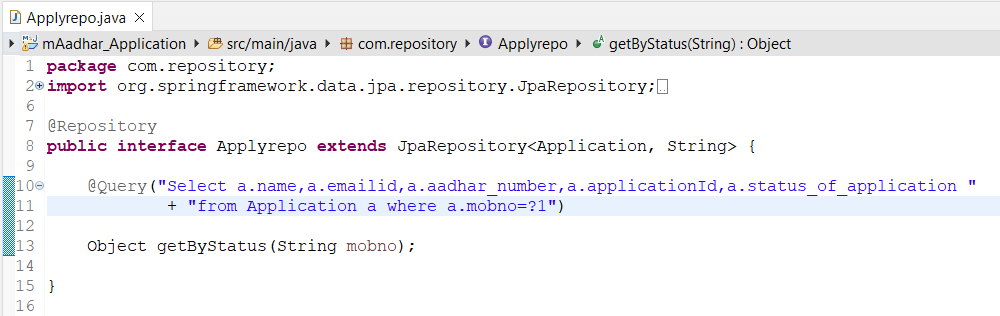 Applyrepo.java
mAadhar_Application src/main/java com.repository Applyrepo getByStatus(String) : Object
1 package com.repository;
2 import org.springframework.data.jpa.repository.JpaRepository;
6
7 @Repository
8 public interface Applyrepo extends JpaRepository<Application, String> {
9
10 @Query("Select a.name,a.emailid,a.aadhar_number,a.applicationId,a.status_of_application "
11 + "from Application a where a.mobno=?1")
12
13 Object getByStatus(String mobno);
14
15 }
16